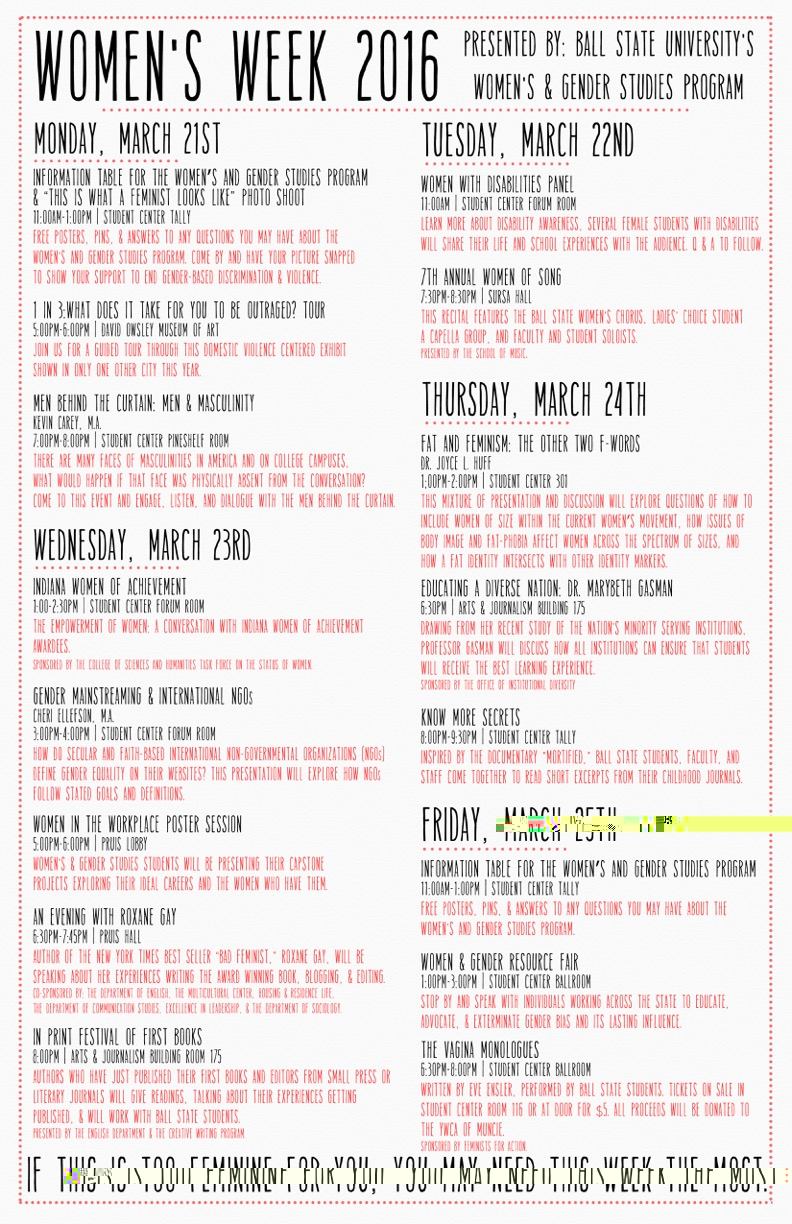 WOMEN'S WEEK 2016
PRESENTED BY: BALL STATE UNIVERSITY'S
WOMEN'S & GENDER STUDIES PROGRAM
MONDAY, MARCH 21ST
INFORMATION TABLE FOR THE WOMEN'S AND GENDER STUDIES PROGRAM
& "THIS IS WHAT A FEMINIST LOOKS LIKE" PHOTO SHOOT
11:00AM-1:00PM | STUDENT CENTER TALLY
FREE POSTERS, PINS, & ANSWERS TO ANY QUESTIONS YOU MAY HAVE ABOUT THE
WOMEN'S AND GENDER STUDIES PROGRAM. COME BY AND HAVE YOUR PICTURE SNAPPED
TO SHOW YOUR SUPPORT TO END GENDER-BASED DISCRIMINATION & VIOLENCE.
1 IN 3:WHAT DOES IT TAKE FOR YOU TO BE OUTRAGED? TOUR
5:00PM-6:00PM | DAVID OWSLEY MUSEUM OF ART
JOIN US FOR A GUIDED TOUR THROUGH THIS DOMESTIC VIOLENCE CENTERED EXHIBIT
SHOWN IN ONLY ONE OTHER CITY THIS YEAR.
MEN BEHIND THE CURTAIN: MEN & MASCULINITY
KEVIN CAREY, M.A.
7:00PM-8:00PM | STUDENT CENTER PINESHELF ROOM
THERE ARE MANY FACES OF MASCULINITIES IN AMERICA AND ON COLLEGE CAMPUSES.
WHAT WOULD HAPPEN IF THAT FACE WAS PHYSICALLY ABSENT FROM THE CONVERSATION?
COME TO THIS EVENT AND ENGAGE, LISTEN, AND DIALOGUE WITH THE MEN BEHIND THE CURTAIN.
WEDNESDAY, MARCH 23RD
INDIANA WOMEN OF ACHIEVEMENT
1:00-2:30PM | STUDENT CENTER FORUM ROOM
THE EMPOWERMENT OF WOMEN: A CONVERSATION WITH INDIANA WOMEN OF ACHIEVEMENT
AWARDEES.
SPONSORED BY THE COLLEGE OF SCIENCES AND HUMANITIES TASK FORCE ON THE STATUS OF WOMEN
GENDER MAINSTREAMING & INTERNATIONAL NGOs
CHERI ELLEFSON, M.A.
3:00PM-4:00PM | STUDENT CENTER FORUM ROOM
HOW DO SECULAR AND FAITH-BASED INTERNATIONAL NON-GOVERNMENTAL ORGANIZATIONS (NGOs)
DEFINE GENDER EQUALITY ON THEIR WEBSITES? THIS PRESENTATION WILL EXPLORE HOW NGOs
FOLLOW STATED GOALS AND DEFINITIONS.
WOMEN IN THE WORKPLACE POSTER SESSION
5:00PM-6:00PM | PRUIS LOBBY
WOMEN'S & GENDER STUDIES STUDENTS WILL BE PRESENTING THEIR CAPSTONE
PROJECTS EXPLORING THEIR IDEAL CAREERS AND THE WOMEN WHO HAVE THEM.
AN EVENING WITH ROXANE GAY
6:30PM-7:45PM | PRUIS HALL
AUTHOR OF THE NEW YORK TIMES BEST SELLER "BAD FEMINIST," ROXANE GAY, WILL BE
SPEAKING ABOUT HER EXPERIENCES WRITING THE AWARD WINNING BOOK, BLOGGING, & EDITING.
CO-SPONSORED BY: THE DEPARTMENT OF ENGLISH, THE MULTICULTURAL CENTER, HOUSING & RESIDENCE LIFE,
THE DEPARTMENT OF COMMUNICATION STUDIES, EXCELLENCE IN LEADERSHIP, & THE DEPARTMENT OF SOCIOLOGY.
IN PRINT FESTIVAL OF FIRST BOOKS
8:00PM | ARTS & JOURNALISM BUILDING ROOM 175
AUTHORS WHO HAVE JUST PUBLISHED THEIR FIRST BOOKS AND EDITORS FROM SMALL PRESS OR
LITERARY JOURNALS WILL GIVE READINGS, TALKING ABOUT THEIR EXPERIENCES GETTING
PUBLISHED, & WILL WORK WITH BALL STATE STUDENTS.
PRESENTED BY THE ENGLISH DEPARTMENT & THE CREATIVE WRITING PROGRAM
TUESDAY, MARCH 22ND
WOMEN WITH DISABILITIES PANEL
11:00AM | STUDENT CENTER FORUM ROOM
LEARN MORE ABOUT DISABILITY AWARENESS. SEVERAL FEMALE STUDENTS WITH DISABILITIES
WILL SHARE THEIR LIFE AND SCHOOL EXPERIENCES WITH THE AUDIENCE. Q & A TO FOLLOW.
7TH ANNUAL WOMEN OF SONG
7:30PM-8:30PM | SURSA HALL
THIS RECITAL FEATURES THE BALL STATE WOMEN'S CHORUS, LADIES' CHOICE STUDENT
A CAPELLA GROUP, AND FACULTY AND STUDENT SOLOISTS.
PRESENTED BY THE SCHOOL OF MUSIC.
THURSDAY, MARCH 24TH
FAT AND FEMINISM: THE OTHER TWO F-WORDS
DR. JOYCE L. HUFF
1:00PM-2:00PM | STUDENT CENTER 301
THIS MIXTURE OF PRESENTATION AND DISCUSSION WILL EXPLORE QUESTIONS OF HOW TO
INCLUDE WOMEN OF SIZE WITHIN THE CURRENT WOMEN'S MOVEMENT, HOW ISSUES OF
BODY IMAGE AND FAT-PHOBIA AFFECT WOMEN ACROSS THE SPECTRUM OF SIZES, AND
HOW A FAT IDENTITY INTERSECTS WITH OTHER IDENTITY MARKERS.
EDUCATING A DIVERSE NATION: DR. MARYBETH GASMAN
6:30PM | ARTS & JOURNALISM BUILDING 175
DRAWING FROM HER RECENT STUDY OF THE NATION'S MINORITY SERVING INSTITUTIONS,
PROFESSOR GASMAN WILL DISCUSS HOW ALL INSTITUTIONS CAN ENSURE THAT STUDENTS
WILL RECEIVE THE BEST LEARNING EXPERIENCE.
SPONSORED BY THE OFFICE OF INSTITUTIONAL DIVERSITY
KNOW MORE SECRETS
8:00PM-9:30PM | STUDENT CENTER TALLY
INSPIRED BY THE DOCUMENTARY "MORTIFIED," BALL STATE STUDENTS, FACULTY, AND
STAFF COME TOGETHER TO READ SHORT EXCERPTS FROM THEIR CHILDHOOD JOURNALS.
FRIDAY, MARCH 25TH
INFORMATION TABLE FOR THE WOMEN'S AND GENDER STUDIES PROGRAM
11:00AM-1:00PM | STUDENT CENTER TALLY
FREE POSTERS, PINS, & ANSWERS TO ANY QUESTIONS YOU MAY HAVE ABOUT THE
WOMEN'S AND GENDER STUDIES PROGRAM.
WOMEN & GENDER RESOURCE FAIR
1:00PM-3:00PM | STUDENT CENTER BALLROOM
STOP BY AND SPEAK WITH INDIVIDUALS WORKING ACROSS THE STATE TO EDUCATE,
ADVOCATE, & EXTERMINATE GENDER BIAS AND ITS LASTING INFLUENCE.
THE VAGINA MONOLOGUES
6:30PM-8:00PM | STUDENT CENTER BALLROOM
WRITTEN BY EVE ENSLER, PERFORMED BY BALL STATE STUDENTS. TICKETS ON SALE IN
STUDENT CENTER ROOM 116 OR AT DOOR FOR $5. ALL PROCEEDS WILL BE DONATED TO
THE YWCA OF MUNCIE.
SPONSORED BY FEMINISTS FOR ACTION.
IF THIS IS TOO FEMININE FOR YOU, YOU MAY NEED THIS WEEK THE MOST.